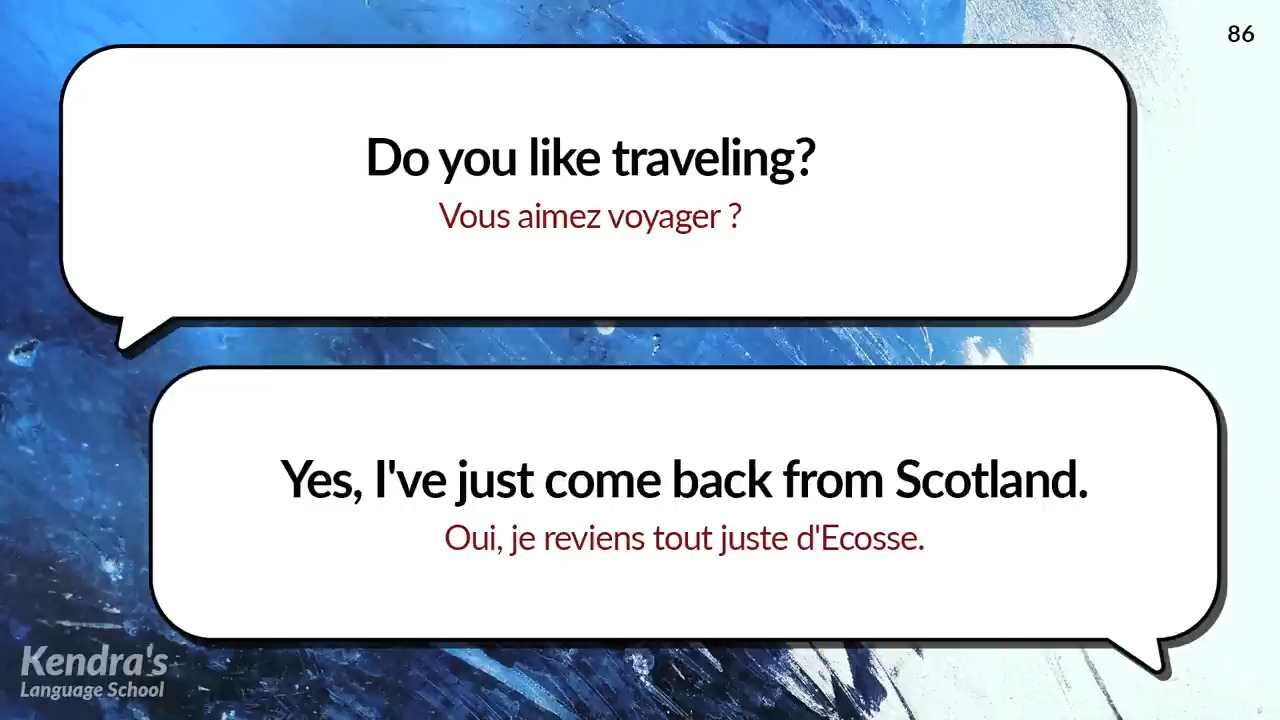 86
Do you like traveling?
Vous aimez voyager ?
Yes, I've just come back from Scotland.
Oui, je reviens tout juste d'Ecosse.
Kendra's
Language School